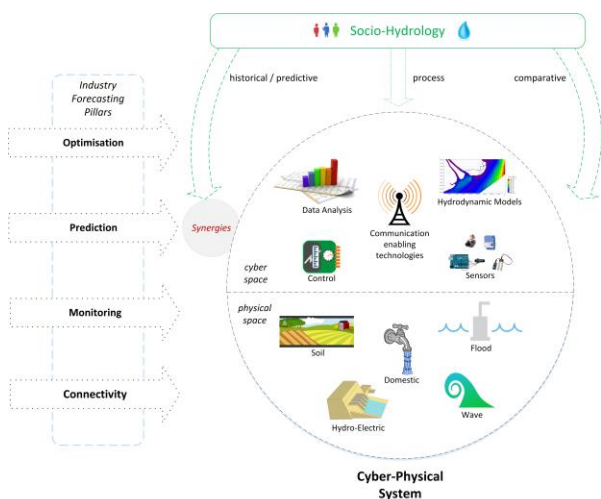 Socio-Hydrology
historical / predictive
process
comparative
Industry
Forecasting
Pillars
Optimisation
Prediction
Monitoring
Connectivity
Synergies
Data Analysis
Communication
enabling
technologies
Hydrodynamic Models
Control
Sensors
cyber
space
physical
space
Soil
Domestic
Flood
Hydro-Electric
Wave
Cyber-Physical
System